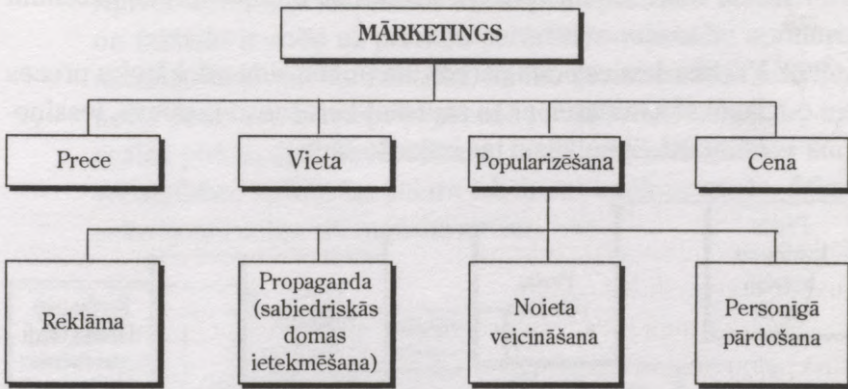 MĀRKETINGS
Prece
Vieta
Popularizēšana
Cena
Reklāma
Propaganda
(sabiedriskās
domas
ietekmēšana)
Noieta
veicināšana
Personīgā
pārdošana